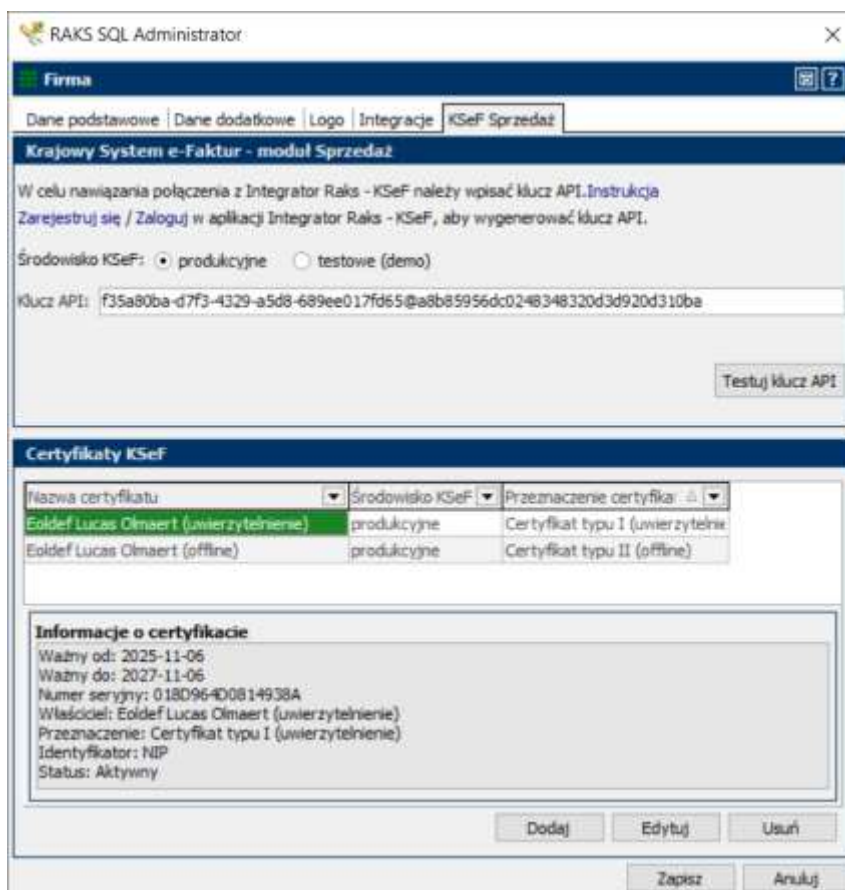 RAKS SQL Administrator
Firma
Dane podstawowe Dane dodatkowe Logo Integracje KSeF Sprzedaż
Krajowy System e-Faktur - moduł Sprzedaż
W celu nawiązania połączenia z Integrator Raks - KSeF należy wpisać klucz API.Instrukcja
Zarejestruj się / Zaloguj w aplikacji Integrator Raks - KSeF, aby wygenerować klucz API.
Środowisko KSeF: produkcyjne testowe (demo)
Klucz API: f35a80ba-d7f3-4329-a5d8-689ee017fd65@a8b85956dc0248348320d3d920d310ba
Testuj klucz API
Certyfikaty KSeF
Nazwa certyfikatu Środowisko KSeF Przeznaczenie certyfika
Eoldef Lucas Olmaert (uwierzytelnienie) produkcyjne Certyfikat typu I (uwierzytelnie
Eoldef Lucas Olmaert (offline) produkcyjne Certyfikat typu II (offline)
Informacje o certyfikacie
Ważny od: 2025-11-06
Ważny do: 2027-11-06
Numer seryjny: 018D964D0814938A
Właściciel: Eoldef Lucas Olmaert (uwierzytelnienie)
Przeznaczenie: Certyfikat typu I (uwierzytelnienie)
Identyfikator: NIP
Status: Aktywny
Dodaj Edytuj Usuń
Zapisz Anuluj